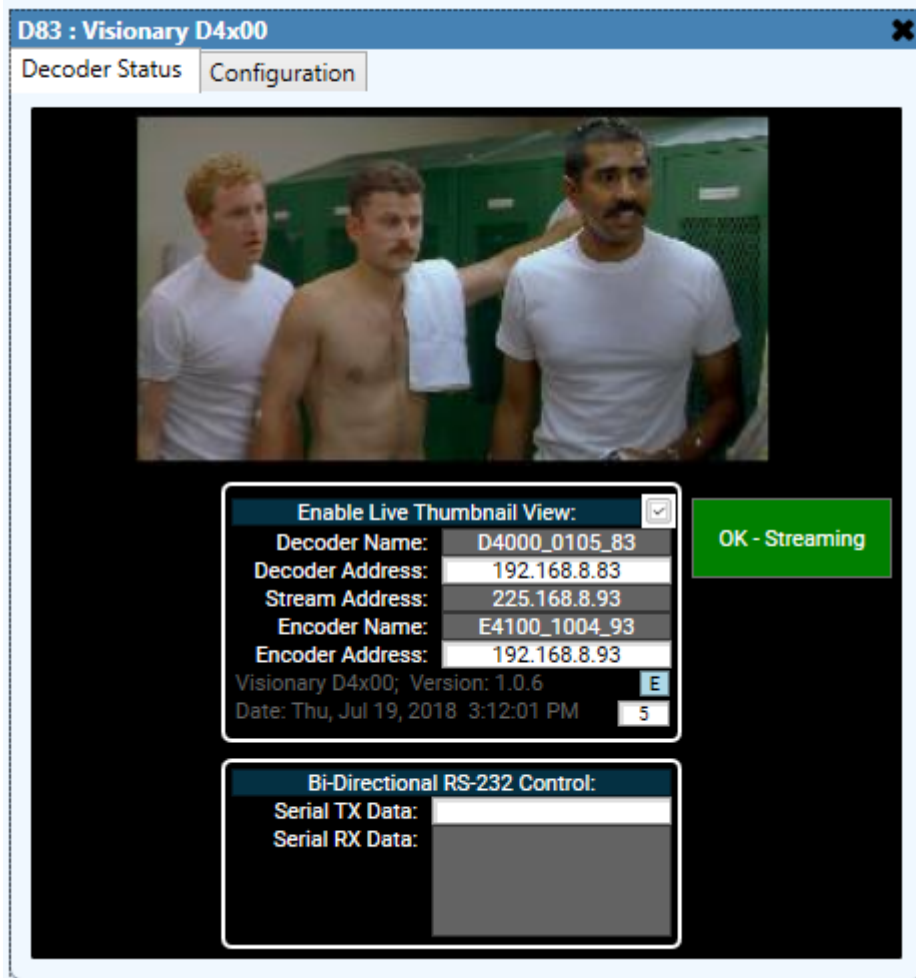 D83 : Visionary D4x00
Decoder Status Configuration
Enable Live Thumbnail View:
Decoder Name: D4000_0105_83
OK - Streaming
Decoder Address: 192.168.8.83
Stream Address: 225.168.8.93
Encoder Name: E4100_1004_93
Encoder Address: 192.168.8.93
Visionary D4x00; Version: 1.0.6 E
Date: Thu, Jul 19, 2018 3:12:01 PM 5
Bi-Directional RS-232 Control:
Serial TX Data:
Serial RX Data: